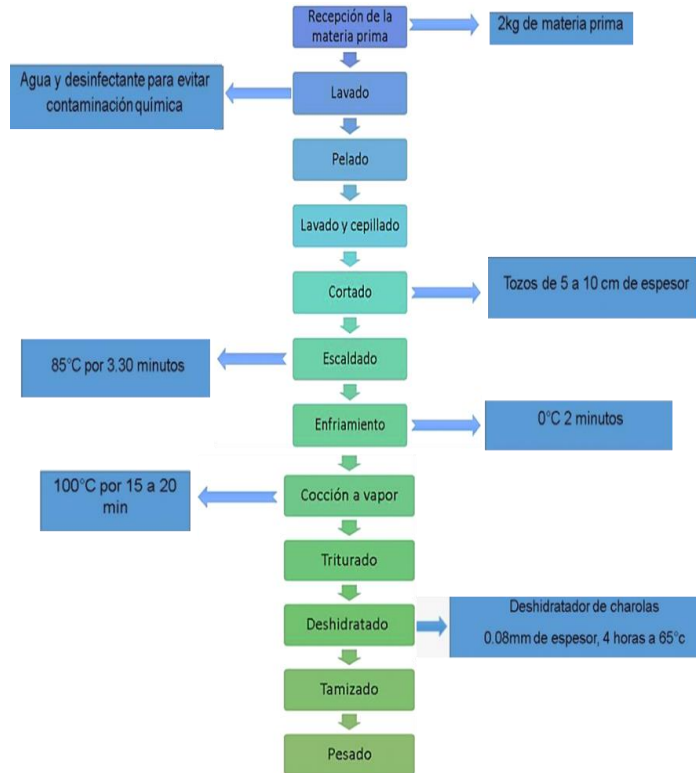 Recepción de la
materia prima
2kg de materia prima
Agua y desinfectante para evitar
contaminación química
Lavado
Pelado
Lavado y cepillado
Cortado
Tozos de 5 a 10 cm de espesor
85°C por 3.30 minutos
Escaldado
Enfriamiento
0°C 2 minutos
100°C por 15 a 20
min
Cocción a vapor
Triturado
Deshidratado
Deshidratador de charolas
0.08mm de espesor, 4 horas a 65°c
Tamizado
Pesado